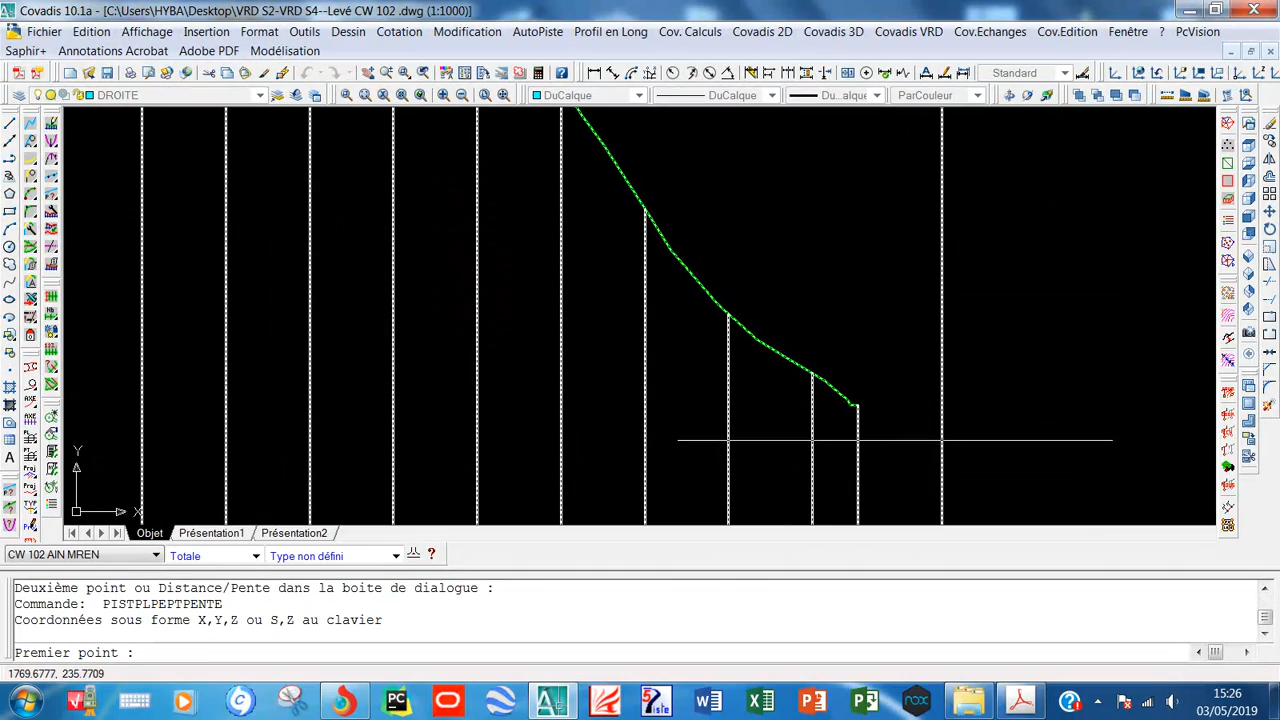 Covadis 10.1a - [C:\Users\HYBA\Desktop\VRD S2-VRD S4--Levé CW 102 .dwg (1:1000)]
Fichier Edition Affichage Insertion Format Outils Dessin Cotation Modification AutoPiste Profil en Long Cov. Calculs Covadis 2D Covadis 3D Covadis VRD Cov.Echanges Cov.Edition Fenêtre ? PcVision
Saphir+ Annotations Acrobat Adobe PDF Modélisation
Standard
DROITE DuCalque DuCalque Du...alque ParCouleur
Y
X
Objet Présentation1 Présentation2
CW 102 AIN MREN Totale Type non défini
Deuxième point ou Distance/Pente dans la boite de dialogue :
Commande: PISTPLPEPTPENTE
Coordonnées sous forme X,Y,Z ou S,Z au clavier
Premier point :
1769.6777, 235.7709
15:26
03/05/2019